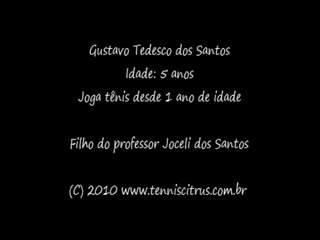 Gustavo Tedesco dos Santos
Idade: 5 anos
Joga tênis desde 1 ano de idade
Filho do professor Joceli dos Santos
(C) 2010 www.tenniscitrus.com.br